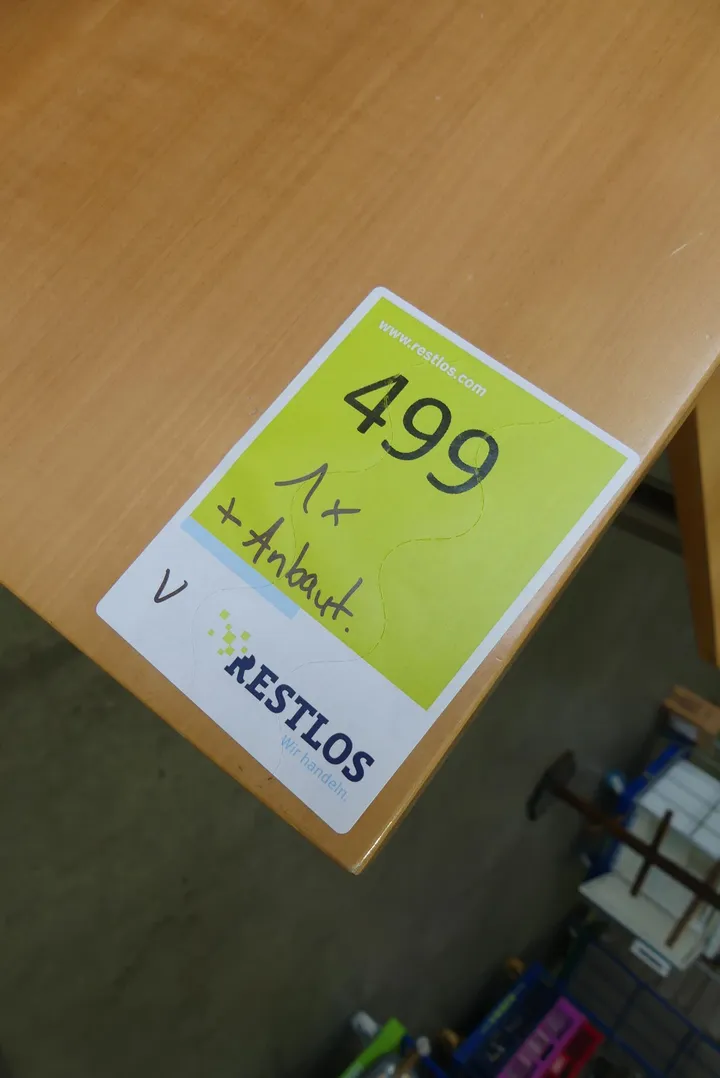 www.restlos.com
499
1x
+ Anbaut.
V
RESTLOS
Wir handeln.